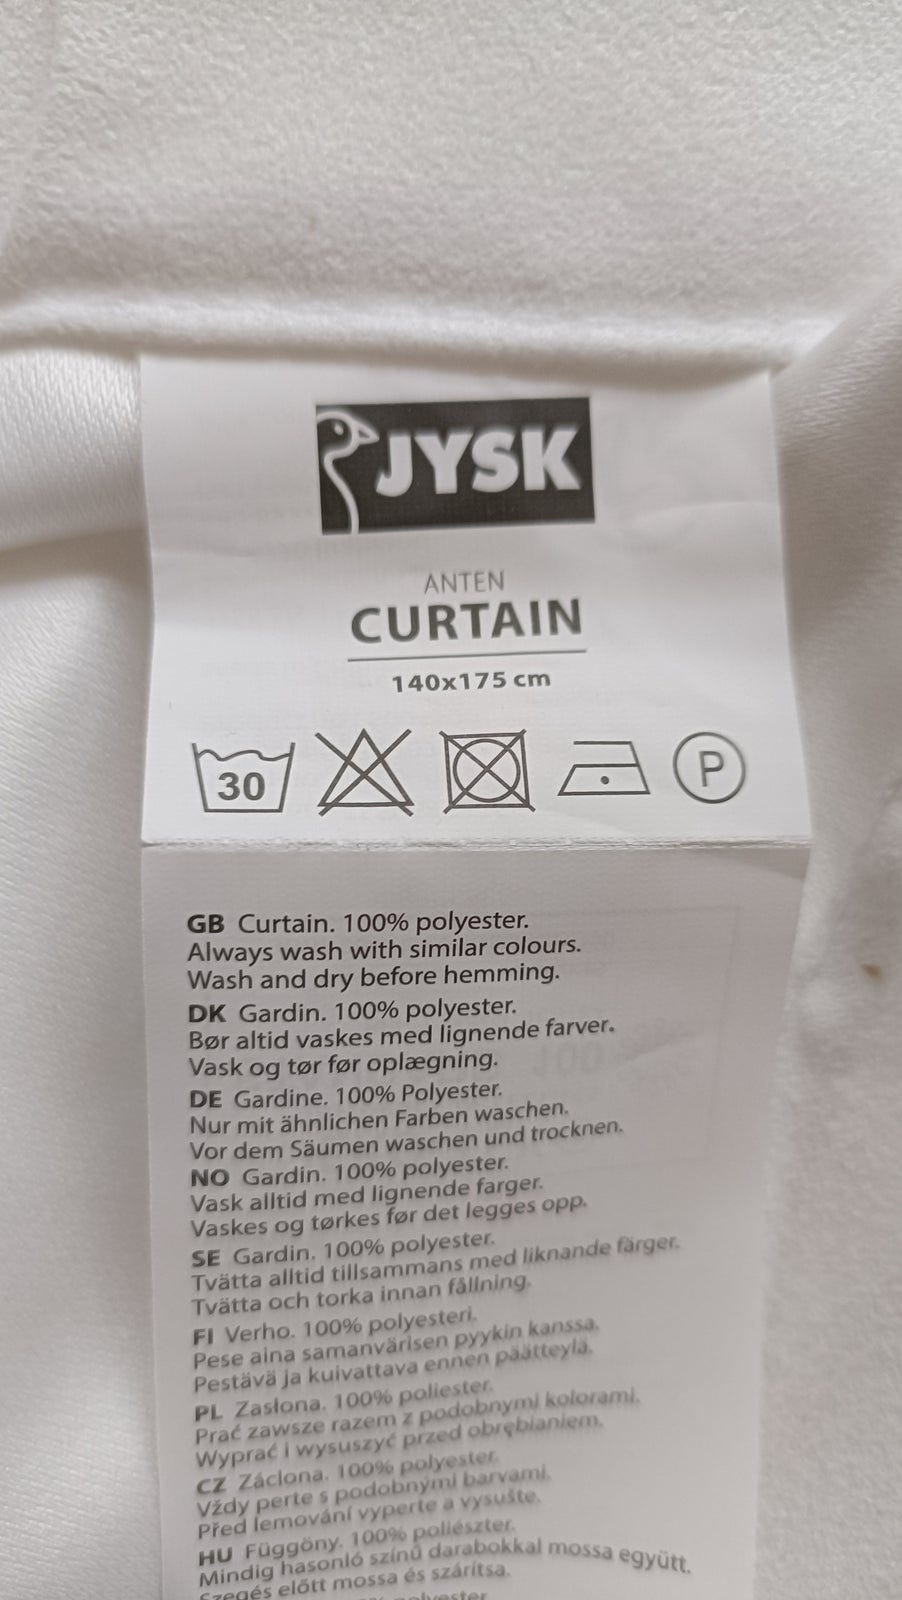 JYSK
ANTEN
CURTAIN
140x175 cm
30
P
GB Curtain. 100% polyester.
Always wash with similar colours.
Wash and dry before hemming.
DK Gardin. 100% polyester.
Bør altid vaskes med lignende farver.
Vask og tør før oplægning.
DE Gardine. 100% Polyester.
Nur mit ähnlichen Farben waschen.
Vor dem Säumen waschen und trocknen.
NO Gardin. 100% polyester.
Vask alltid med lignende farger.
Vaskes og tørkes før det legges opp.
SE Gardin. 100% polyester.
Tvätta alltid tillsammans med liknande färger.
Tvätta och torka innan fållning.
FI Verho. 100% polyesteri.
Pese aina samanvärisen pyykin kanssa.
Pestävä ja kuivattava ennen päätteylä.
PL Zasłona. 100% poliester.
Prać zawsze razem z podobnymi kolorami.
Wyprać i wysuszyć przed obrębianiem.
CZ Záclona. 100% polyester.
Vždy perte s podobnými barvami.
Před lemování vyperte a vysušte.
HU Függöny. 100% poliészter.
Mindig hasonló színű darabokkal mossa együtt.
Szegés előtt mossa és szárítsa.
polyester